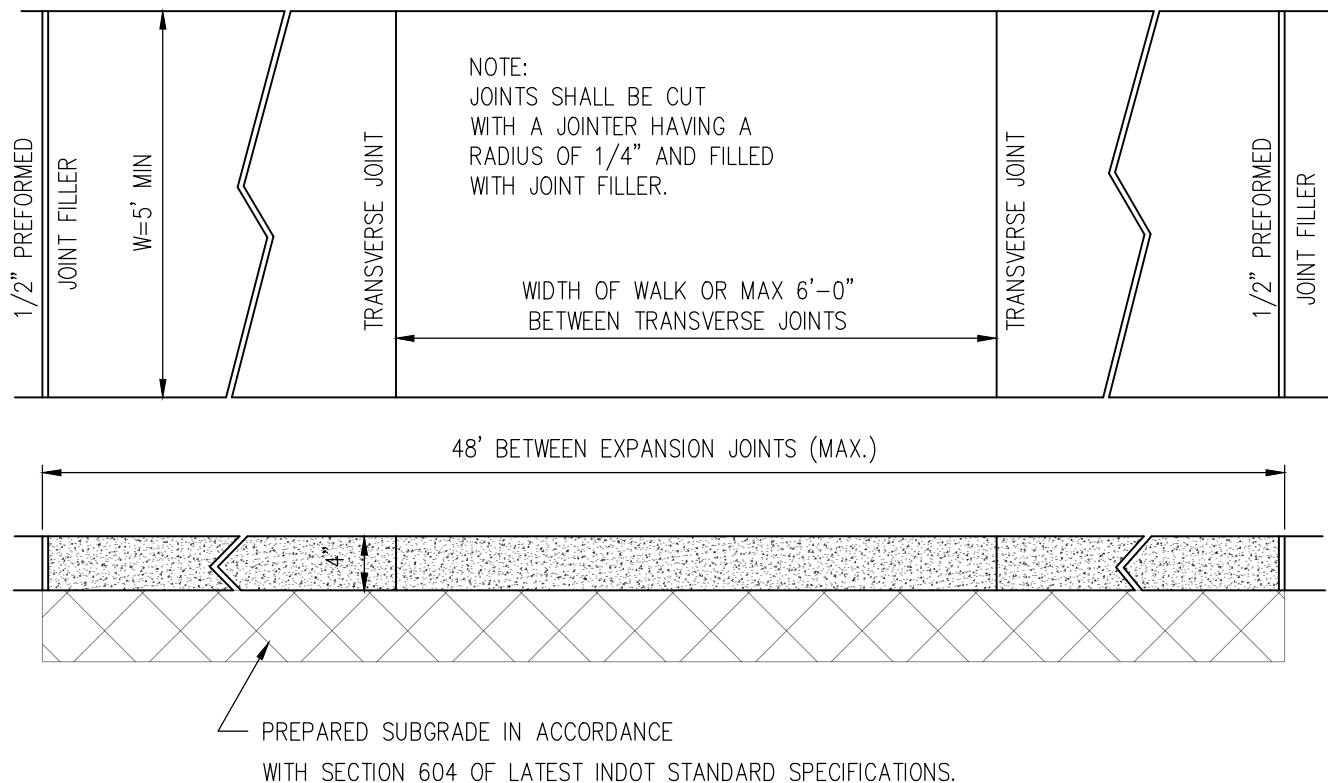 1/2" PREFORMED
JOINT FILLER
W=5' MIN
TRANSVERSE JOINT
NOTE:
JOINTS SHALL BE CUT
WITH A JOINTER HAVING A
RADIUS OF 1/4" AND FILLED
WITH JOINT FILLER.
WIDTH OF WALK OR MAX 6'-0"
BETWEEN TRANSVERSE JOINTS
TRANSVERSE JOINT
1/2" PREFORMED
JOINT FILLER
48' BETWEEN EXPANSION JOINTS (MAX.)
4"
PREPARED SUBGRADE IN ACCORDANCE
WITH SECTION 604 OF LATEST INDOT STANDARD SPECIFICATIONS.